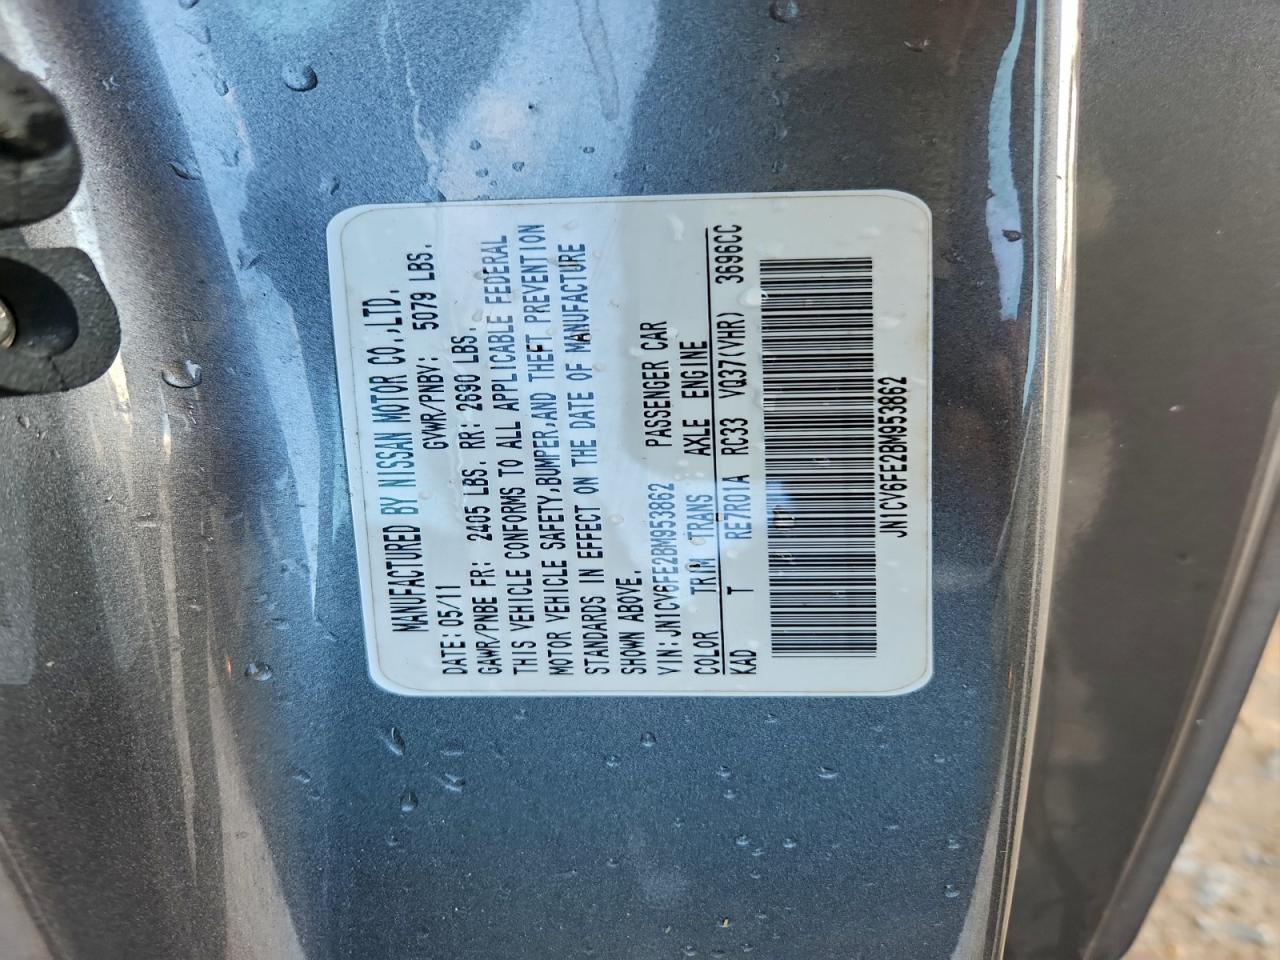 MANUFACTURED BY NISSAN MOTOR CO.,LTD.
DATE:05/11 GVWR/PNBV: 5079 LBS.
GAWR/PNBE FR: 2405 LBS. RR: 2690 LBS.
THIS VEHICLE CONFORMS TO ALL APPLICABLE FEDERAL
MOTOR VEHICLE SAFETY,BUMPER,AND THEFT PREVENTION
STANDARDS IN EFFECT ON THE DATE OF MANUFACTURE
SHOWN ABOVE.
VIN:JN1CV6FE2BM953862 PASSENGER CAR
COLOR TRIM TRANS AXLE ENGINE
KAD T RE7R01A RC33 VQ37(VHR) 3696CC
JN1CV6FE2BM953862